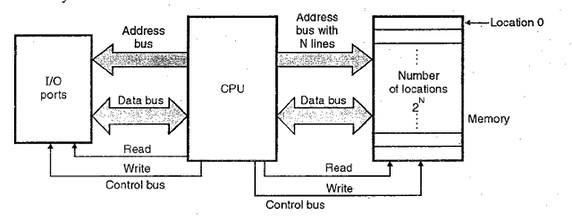 Address
bus
Address
bus with
N lines
Location 0
I/O
ports
CPU
Number
of locations
2^N
Data bus
Data bus
Memory
Read
Write
Control bus
Read
Write
Control bus